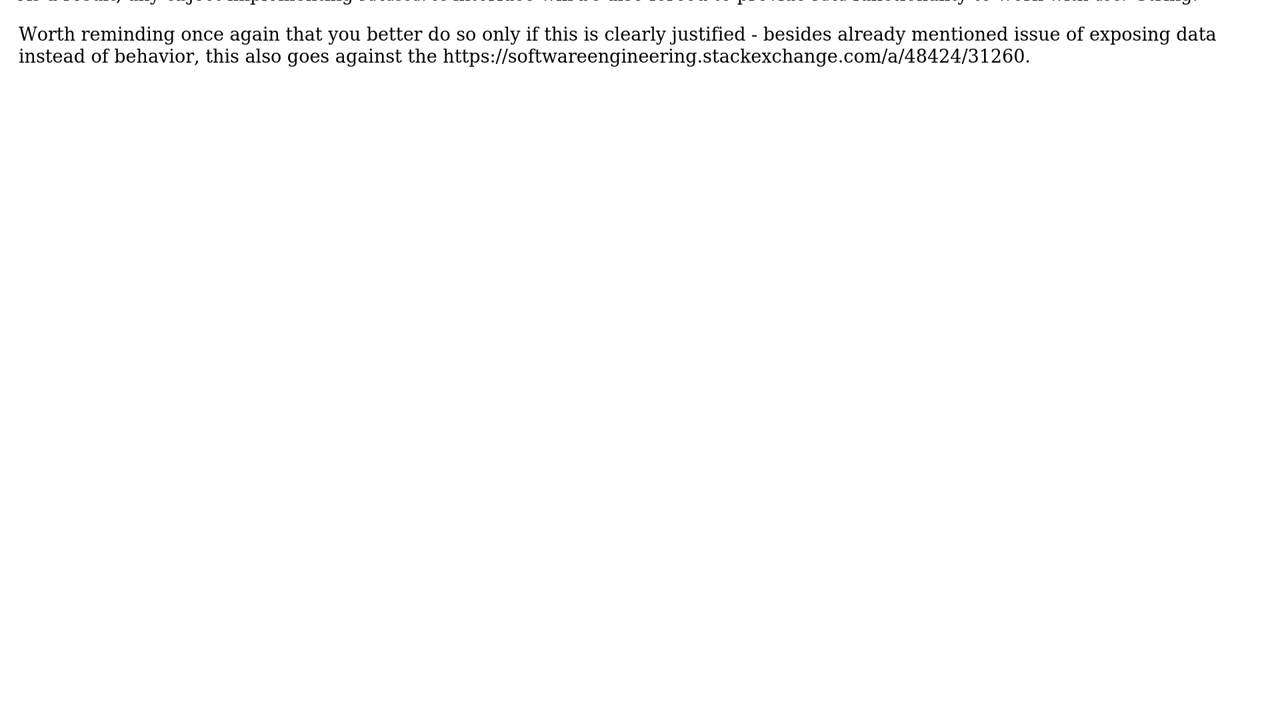 Worth reminding once again that you better do so only if this is clearly justified - besides already mentioned issue of exposing data
instead of behavior, this also goes against the https://softwareengineering.stackexchange.com/a/48424/31260.